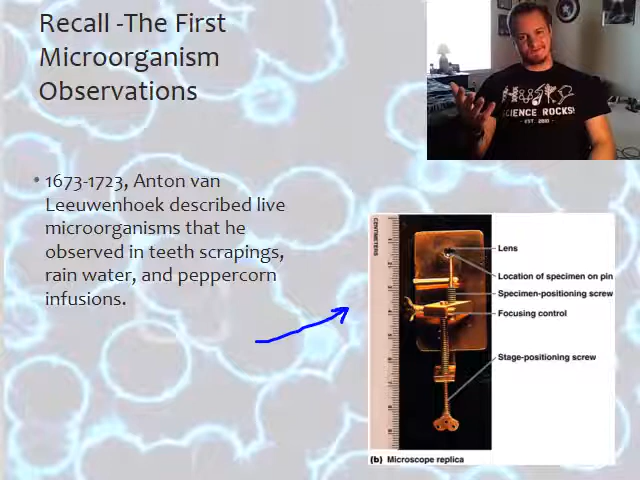 Recall -The First
Microorganism
Observations
SCIENCE ROCKS!
- EST. 2010 -
• 1673-1723, Anton van
Leeuwenhoek described live
microorganisms that he
observed in teeth scrapings,
rain water, and peppercorn
infusions.
CENTIMETERS
Lens
Location of specimen on pin
Specimen-positioning screw
Focusing control
Stage-positioning screw
(b) Microscope replica